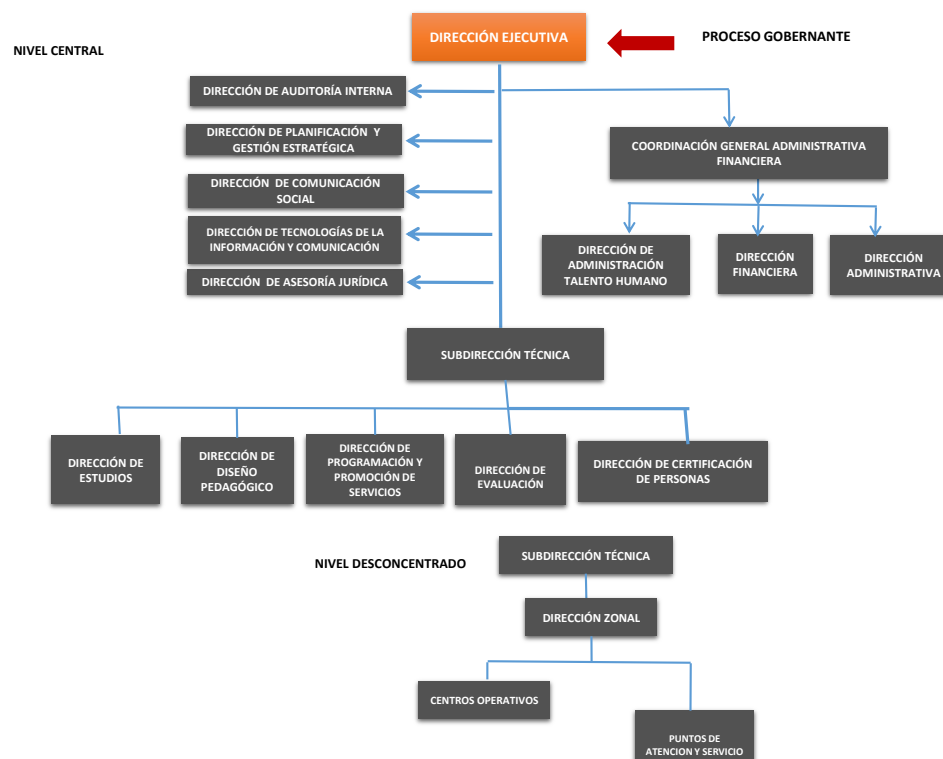 DIRECCIÓN EJECUTIVA
PROCESO GOBERNANTE
NIVEL CENTRAL
DIRECCIÓN DE AUDITORÍA INTERNA
DIRECCIÓN DE PLANIFICACIÓN Y
GESTIÓN ESTRATÉGICA
COORDINACIÓN GENERAL ADMINISTRATIVA
FINANCIERA
DIRECCIÓN DE COMUNICACIÓN
SOCIAL
DIRECCIÓN DE TECNOLOGÍAS DE LA
INFORMACIÓN Y COMUNICACIÓN
DIRECCIÓN DE ASESORÍA JURÍDICA
DIRECCIÓN DE
ADMINISTRACIÓN
TALENTO HUMANO
DIRECCIÓN
FINANCIERA
DIRECCIÓN
ADMINISTRATIVA
SUBDIRECCIÓN TÉCNICA
DIRECCIÓN DE
ESTUDIOS
DIRECCIÓN DE
DISEÑO
PEDAGÓGICO
DIRECCIÓN DE
PROGRAMACIÓN Y
PROMOCIÓN DE
SERVICIOS
DIRECCIÓN DE
EVALUACIÓN
DIRECCIÓN DE CERTIFICACIÓN
DE PERSONAS
NIVEL DESCONCENTRADO
SUBDIRECCIÓN TÉCNICA
DIRECCIÓN ZONAL
CENTROS OPERATIVOS
PUNTOS DE
ATENCION Y SERVICIO